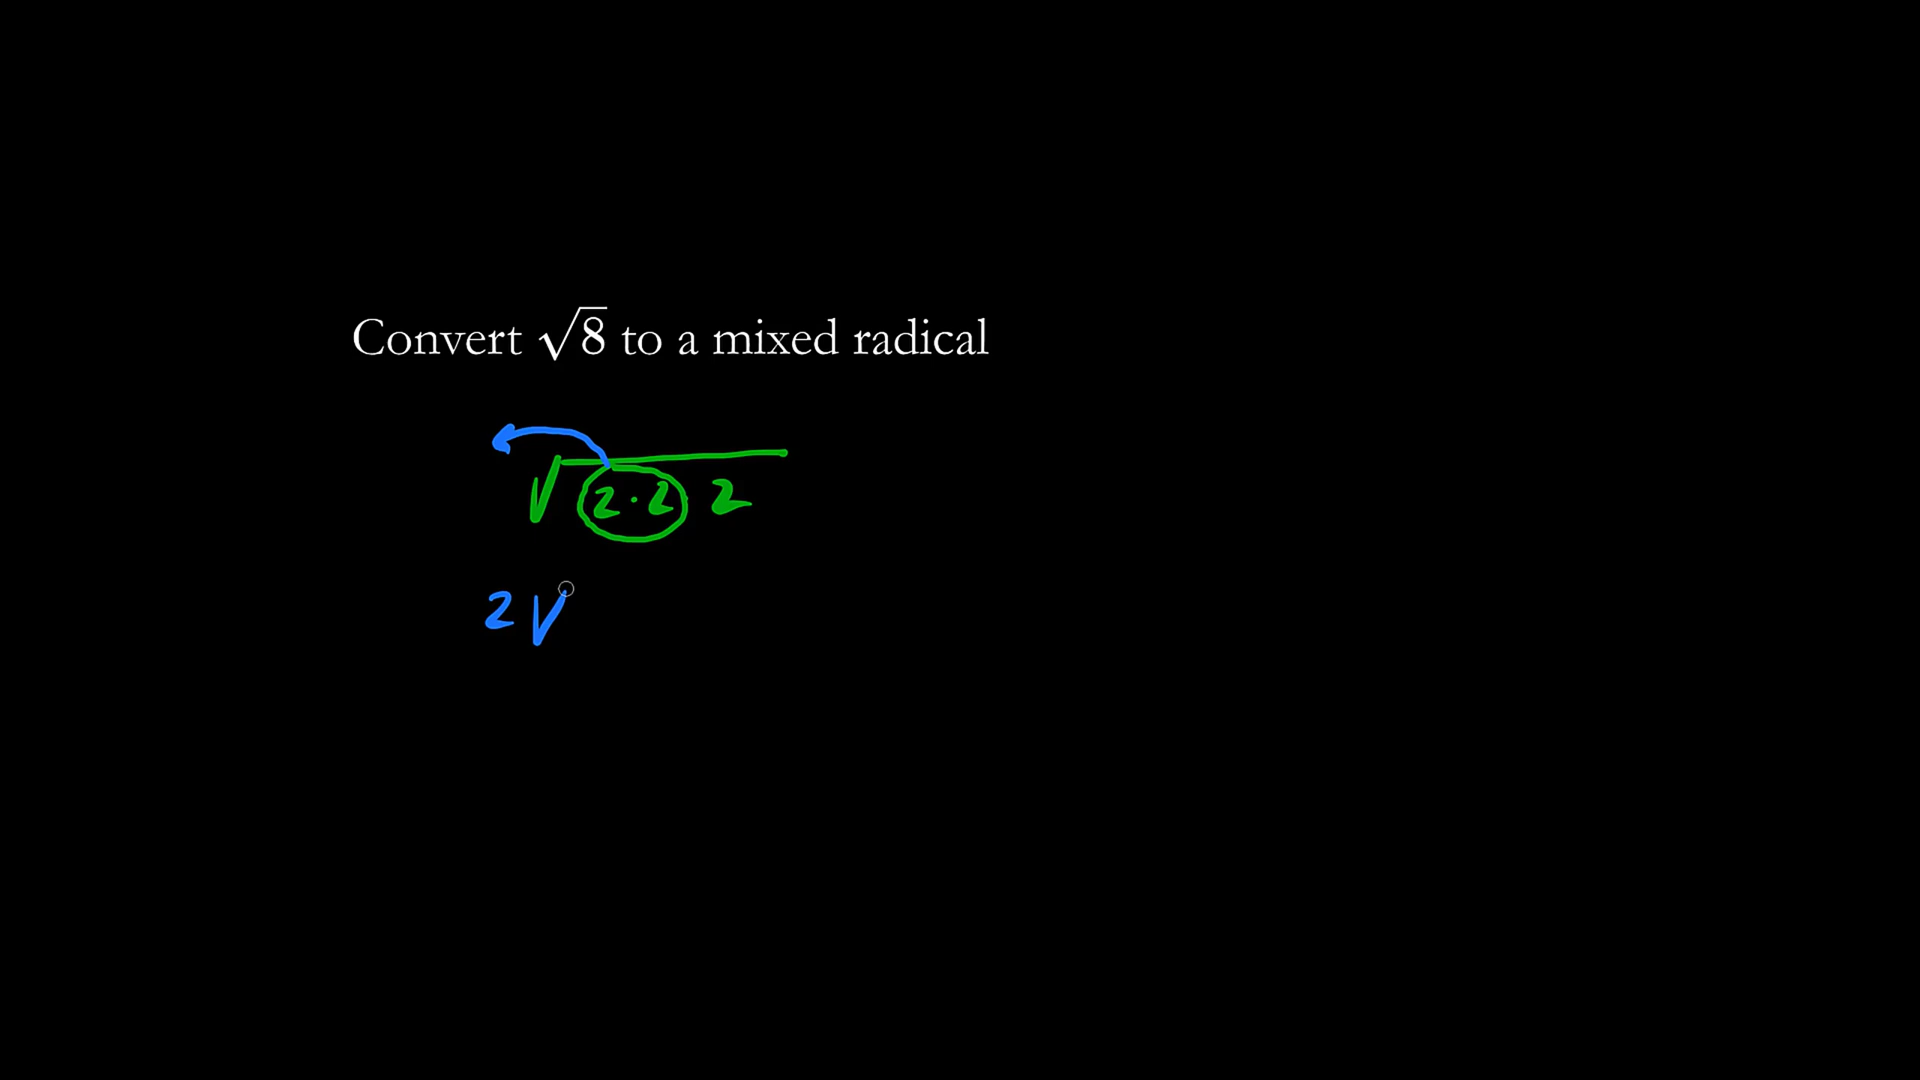 Convert √8 to a mixed radical
√2·2 2
2√